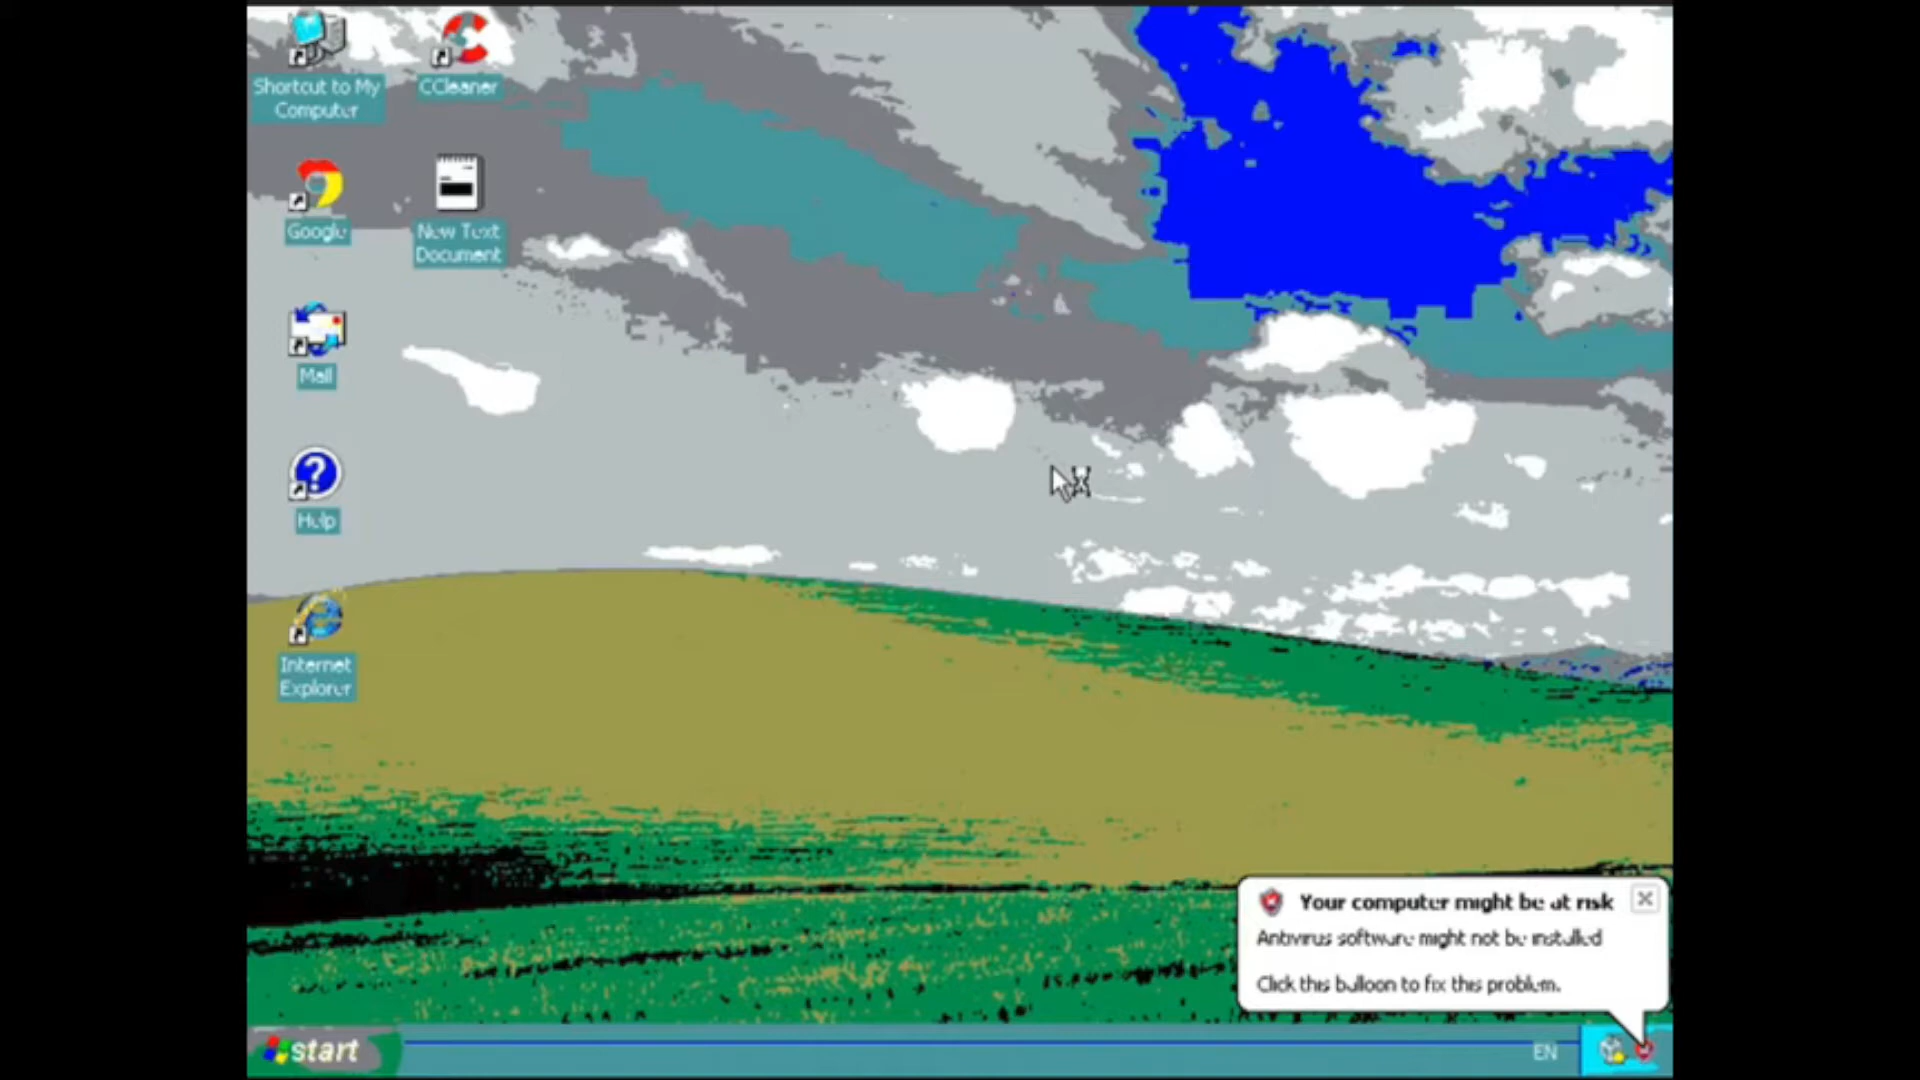 Shortcut to My
Computer
CCleaner
Google
New Text
Document
Mail
Help
Internet
Explorer
Your computer might be at risk
Antivirus software might not be installed
Click this balloon to fix this problem.
start
EN